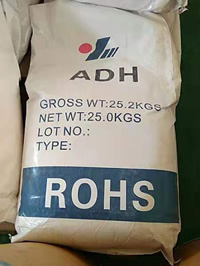 ADH
GROSS WT:25.2KGS
NET WT:25.0KGS
LOT NO.:
TYPE:
ROHS